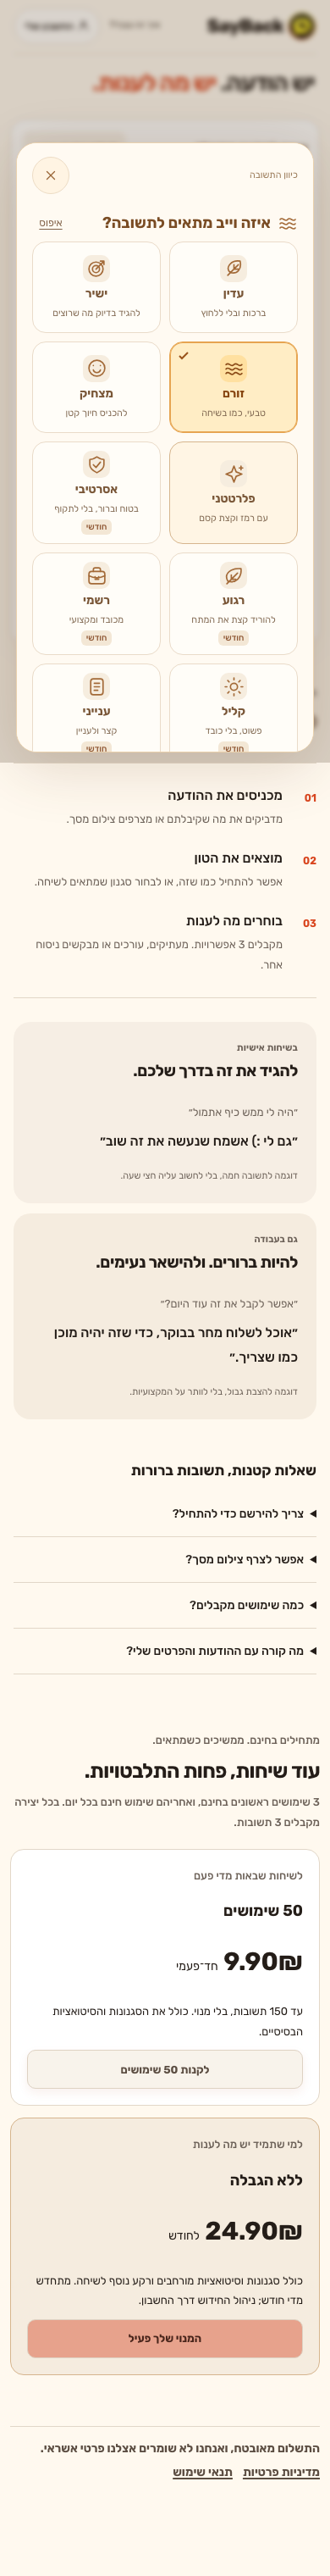 SayBack
יש הודעה. יש מה לענות.
כיוון התשובה
איזה וייב מתאים לתשובה?
איפוס
עדין
ברכות ובלי ללחוץ
ישיר
להגיד בדיוק מה שרוצים
זורם
טבעי, כמו בשיחה
מצחיק
להכניס חיוך קטן
פלרטטני
עם רמז וקצת קסם
אסרטיבי
בטוח וברור, בלי לתקוף
חודשי
רגוע
להוריד קצת את המתח
חודשי
רשמי
מכובד ומקצועי
חודשי
קליל
פשוט, בלי כובד
חודשי
ענייני
קצר ולעניין
חודשי
01
מכניסים את ההודעה
מדביקים את מה שקיבלתם או מצרפים צילום מסך.
02
מוצאים את הטון
אפשר להתחיל כמו שזה, או לבחור סגנון שמתאים לשיחה.
03
בוחרים מה לענות
מקבלים 3 אפשרויות. מעתיקים, עורכים או מבקשים ניסוח
אחר.
בשיחות אישיות
להגיד את זה בדרך שלכם.
״היה לי ממש כיף אתמול״
״גם לי :) אשמח שנעשה את זה שוב״
דוגמה לתשובה חמה, בלי לחשוב עליה חצי שעה.
גם בעבודה
להיות ברורים. ולהישאר נעימים.
״אפשר לקבל את זה עוד היום?״
״אוכל לשלוח מחר בבוקר, כדי שזה יהיה מוכן
כמו שצריך.״
דוגמה להצבת גבול, בלי לוותר על המקצועיות.
שאלות קטנות, תשובות ברורות
צריך להירשם כדי להתחיל?
אפשר לצרף צילום מסך?
כמה שימושים מקבלים?
מה קורה עם ההודעות והפרטים שלי?
מתחילים בחינם. ממשיכים כשמתאים.
עוד שיחות, פחות התלבטויות.
3 שימושים ראשונים בחינם, ואחריהם שימוש חינם בכל יום. בכל יצירה
מקבלים 3 תשובות.
לשיחות שבאות מדי פעם
50 שימושים
₪9.90 חד־פעמי
עד 150 תשובות, בלי מנוי. כולל את הסגנונות והסיטואציות
הבסיסיים.
לקנות 50 שימושים
למי שתמיד יש מה לענות
ללא הגבלה
₪24.90 לחודש
כולל סגנונות וסיטואציות מורחבים ורקע נוסף לשיחה. מתחדש
מדי חודש; ניהול החידוש דרך החשבון.
המנוי שלך פעיל
התשלום מאובטח, ואנחנו לא שומרים אצלנו פרטי אשראי.
מדיניות פרטיות תנאי שימוש